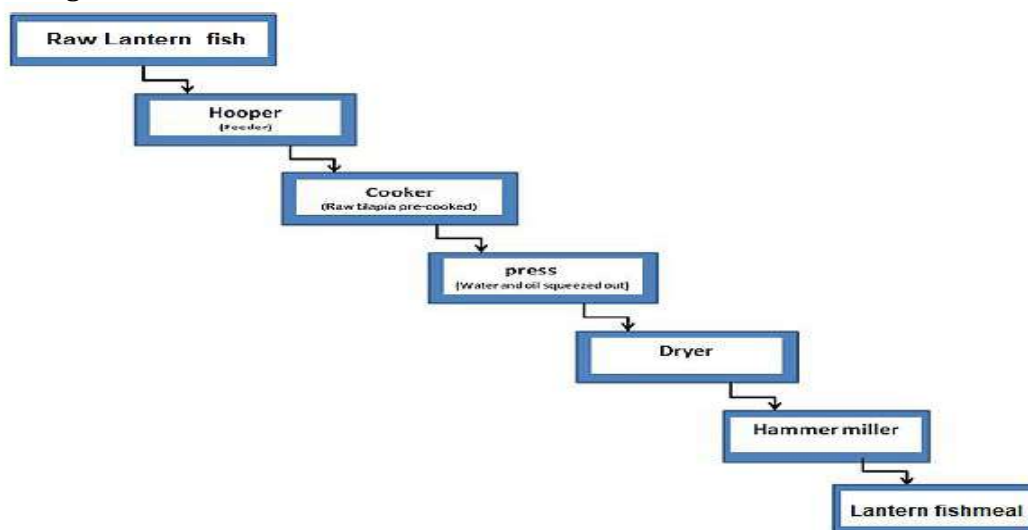 Raw Lantern fish
Hooper
(Feeder)
Cooker
(Raw tilapia pre-cooked)
press
(Water and oil squeezed out)
Dryer
Hammer miller
Lantern fishmeal